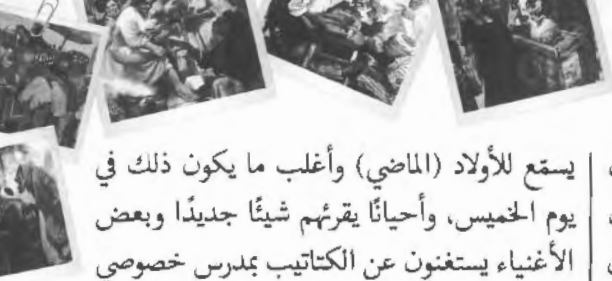 يسمّع للأولاد (الماضي) وأغلب ما يكون ذلك في
يوم الخميس، وأحيانًا يقرئهم شيئًا جديدًا وبعض
الأغنياء يستغنون عن الكتاتيب بمدرس خصوصى